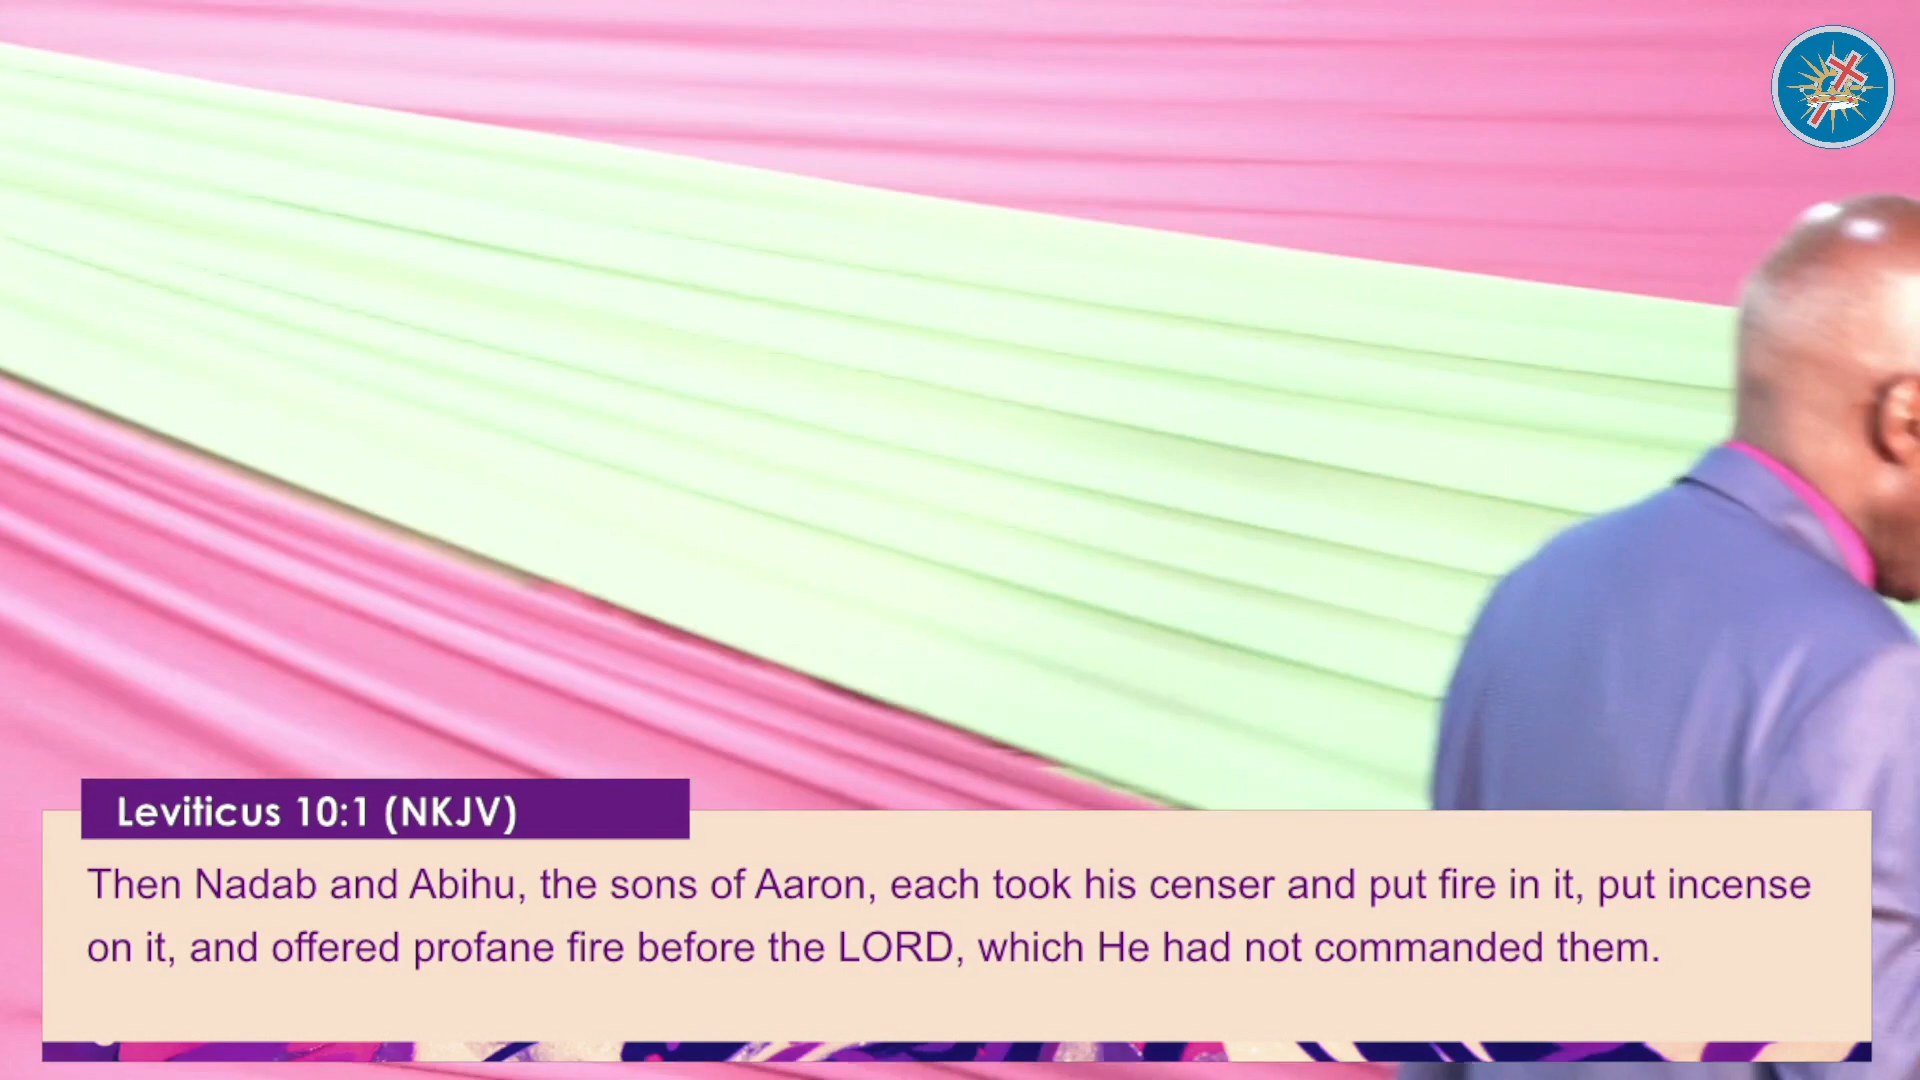 Leviticus 10:1 (NKJV)
Then Nadab and Abihu, the sons of Aaron, each took his censer and put fire in it, put incense
on it, and offered profane fire before the LORD, which He had not commanded them.